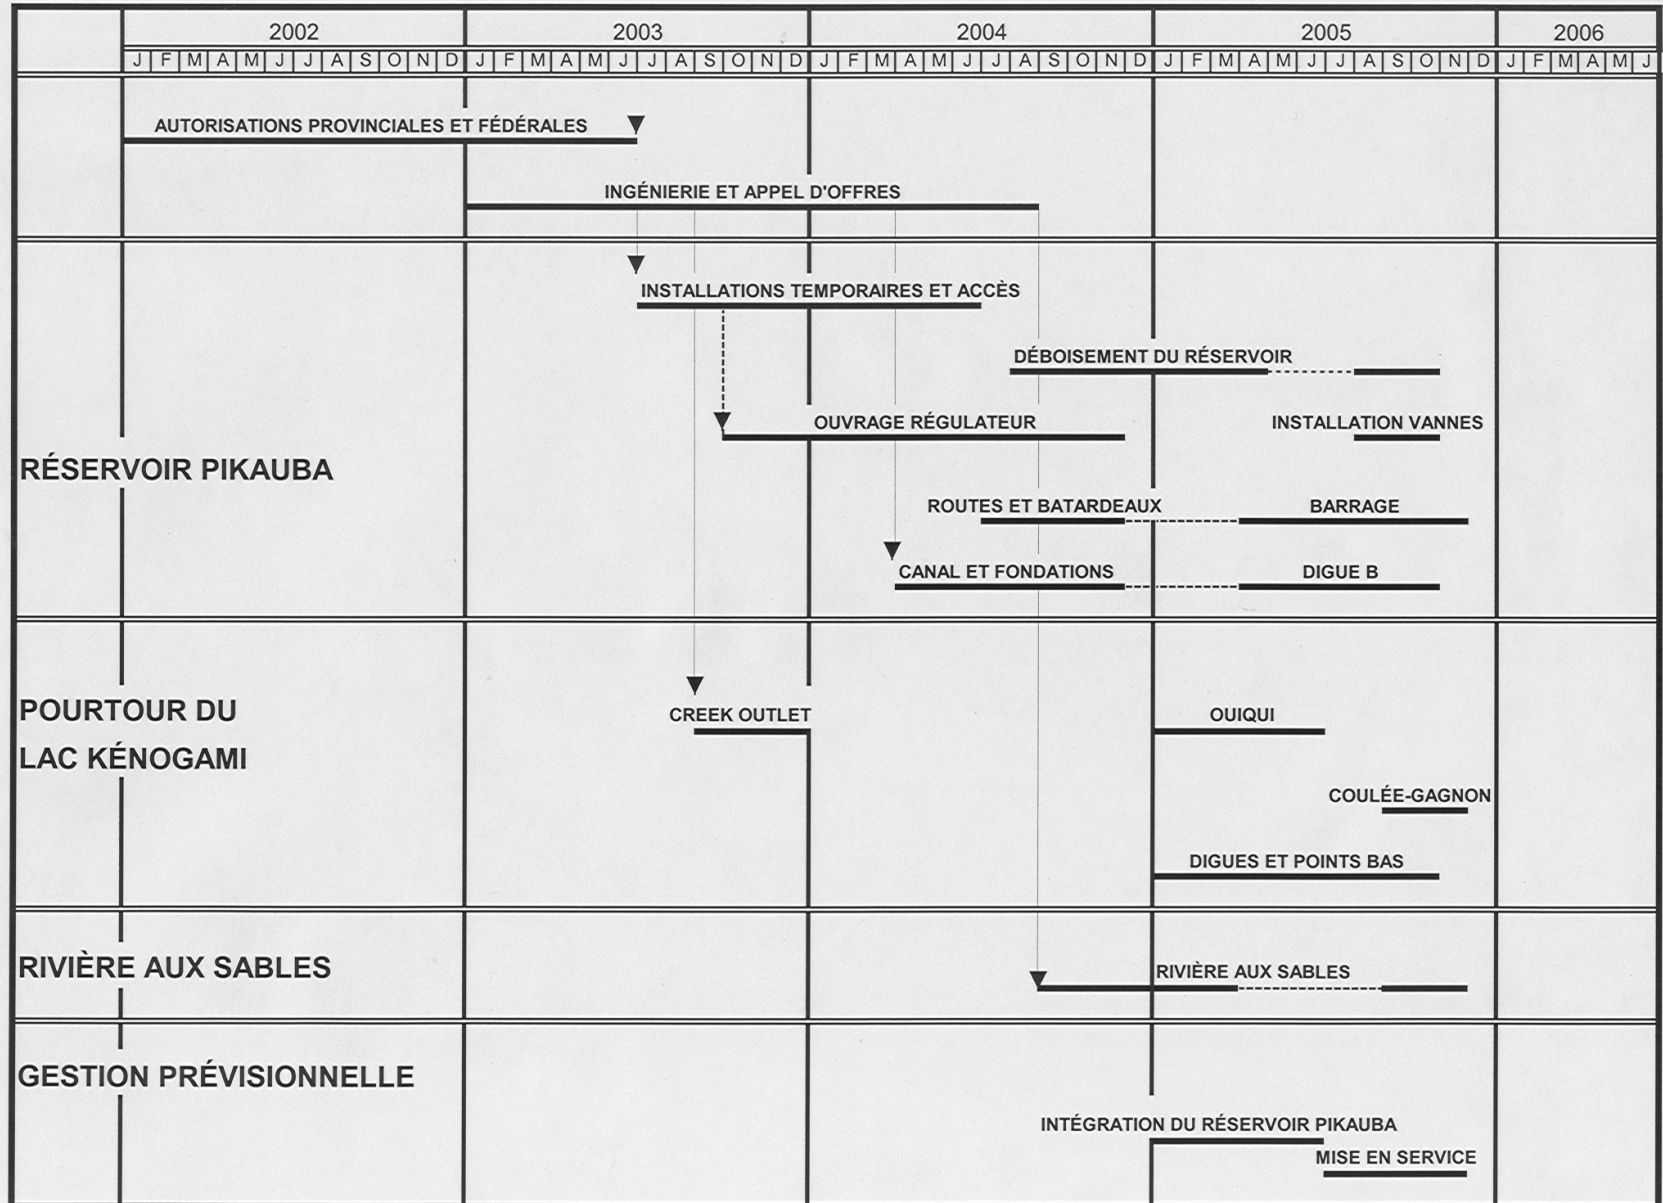 2002 2003 2004 2005 2006
J F M A M J J A S O N D J F M A M J J A S O N D J F M A M J J A S O N D J F M A M J J A S O N D J F M A M J
AUTORISATIONS PROVINCIALES ET FÉDÉRALES
INGÉNIERIE ET APPEL D'OFFRES
INSTALLATIONS TEMPORAIRES ET ACCÈS
DÉBOISEMENT DU RÉSERVOIR
OUVRAGE RÉGULATEUR INSTALLATION VANNES
RÉSERVOIR PIKAUBA
ROUTES ET BATARDEAUX BARRAGE
CANAL ET FONDATIONS DIGUE B
POURTOUR DU
LAC KÉNOGAMI
CREEK OUTLET OUIQUI
COULÉE-GAGNON
DIGUES ET POINTS BAS
RIVIÈRE AUX SABLES
RIVIÈRE AUX SABLES
GESTION PRÉVISIONNELLE
INTÉGRATION DU RÉSERVOIR PIKAUBA
MISE EN SERVICE